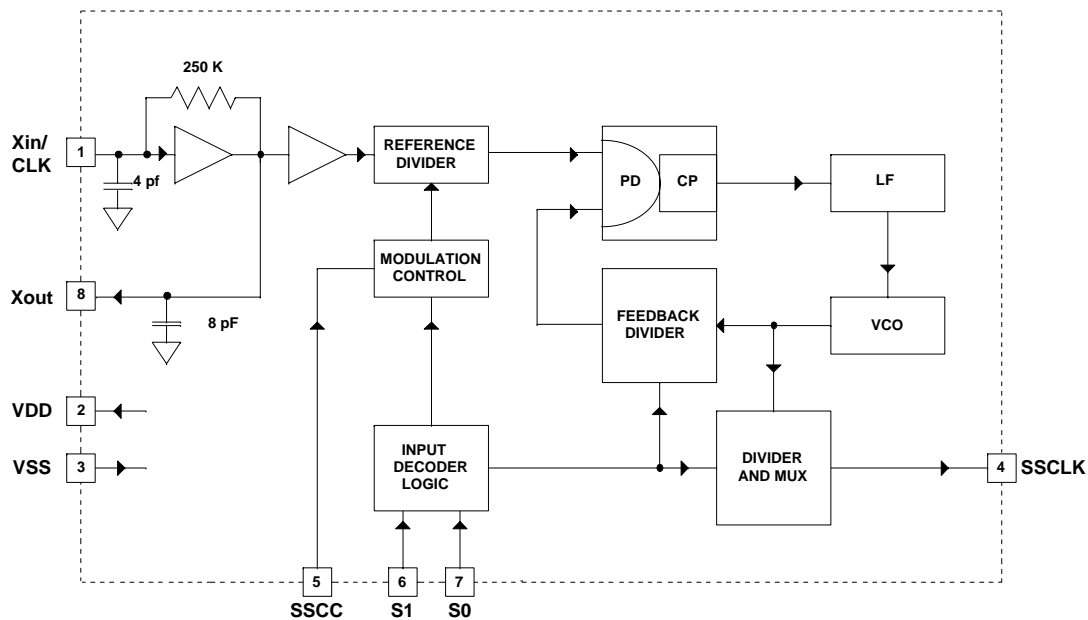 250 K
Xin/
CLK
1
4 pf
REFERENCE
DIVIDER
PD
CP
LF
MODULATION
CONTROL
Xout
8
8 pF
FEEDBACK
DIVIDER
VCO
VDD
2
VSS
3
INPUT
DECODER
LOGIC
DIVIDER
AND MUX
4
SSCLK
5
6
7
SSCC
S1
S0